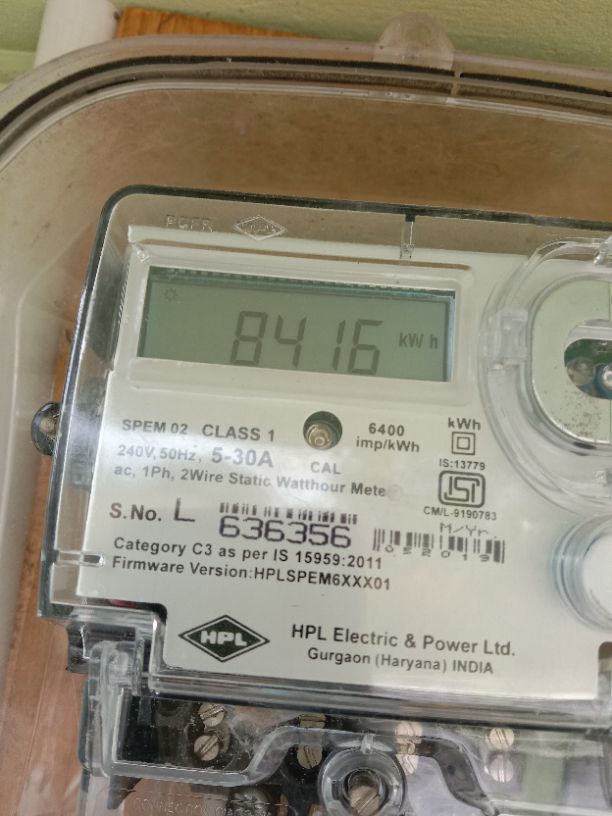 8416 kWh
SPEM 02 CLASS 1
6400 imp/kWh
kWh
240V, 50Hz, 5-30A
CAL
IS:13779
ac, 1Ph, 2Wire Static Watthour Mete
ISI
CM/L-9190783
S.No. L 636356
M/Yr.
052019
Category C3 as per IS 15959:2011
Firmware Version:HPLSPEM6XXX01
HPL
HPL Electric & Power Ltd.
Gurgaon (Haryana) INDIA